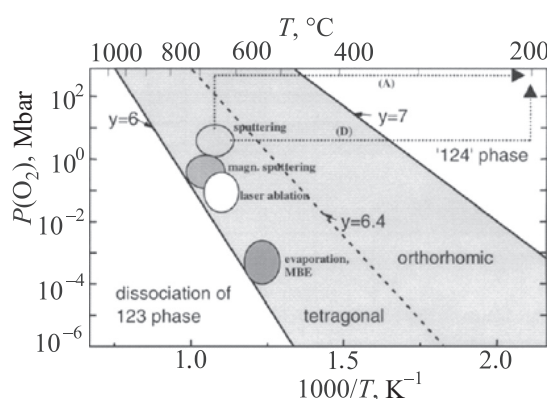 T, °C
1000 800 600 400 200
P(O₂), Mbar
10²
10⁰
10⁻²
10⁻⁴
10⁻⁶
(A)
y=6
y=7
sputtering
(D)
'124' phase
magn. sputtering
laser ablation
y=6.4
evaporation,
MBE
orthorhomic
dissociation of
123 phase
tetragonal
1.0 1.5 2.0
1000/T, K⁻¹